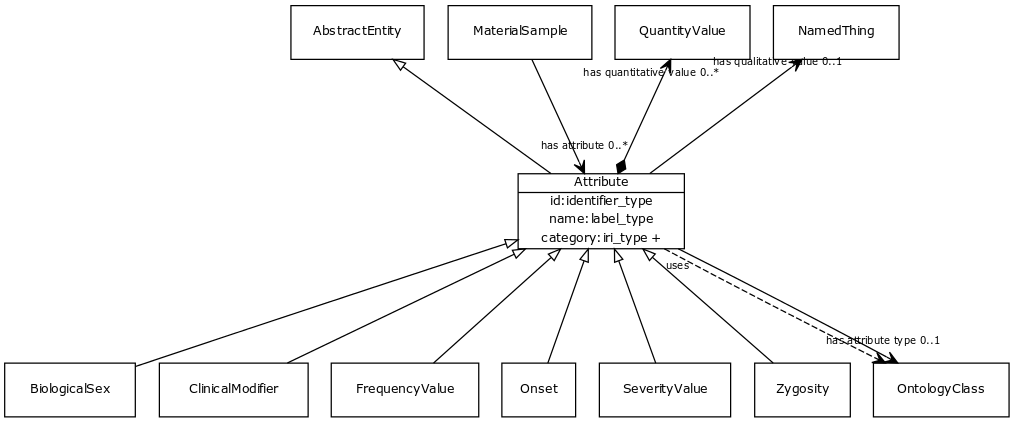 AbstractEntity
MaterialSample
QuantityValue
NamedThing
has quantitative value 0..*
has qualitative value 0..1
has attribute 0..*
Attribute
id:identifier_type
name:label_type
category:iri_type +
uses
has attribute type 0..1
BiologicalSex
ClinicalModifier
FrequencyValue
Onset
SeverityValue
Zygosity
OntologyClass